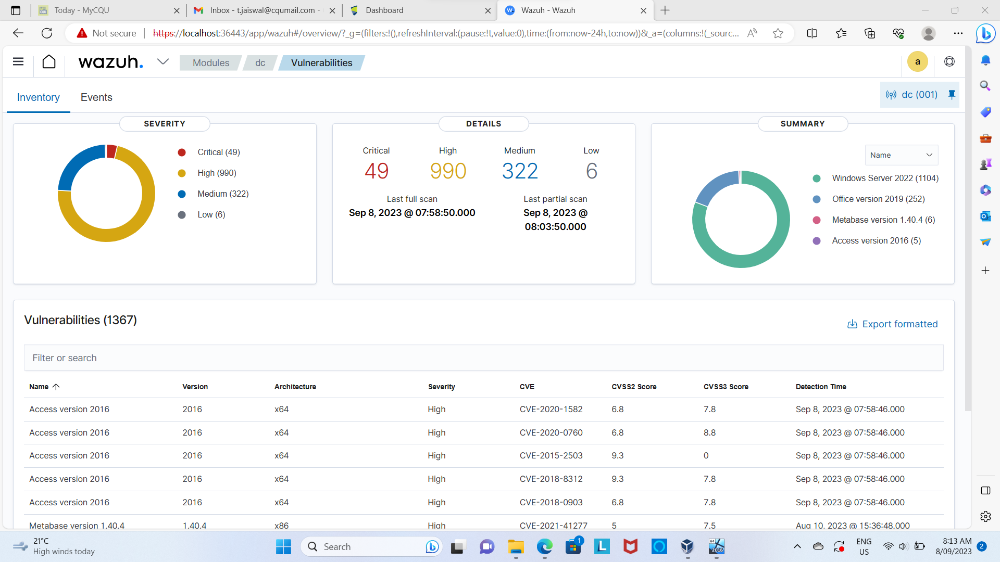 Today - MyCQU
Inbox - t.jaiswal@cqumail.com -
Dashboard
Wazuh - Wazuh
Not secure
https://localhost:36443/app/wazuh#/overview/?_g=(filters:!(),refreshInterval:(pause:!t,value:0),time:(from:now-24h,to:now))&_a=(columns:!(_sourc...
wazuh.
Modules
dc
Vulnerabilities
a
Inventory
Events
dc (001)
SEVERITY
Critical (49)
High (990)
Medium (322)
Low (6)
DETAILS
Critical High Medium Low
49 990 322 6
Last full scan
Sep 8, 2023 @ 07:58:50.000
Last partial scan
Sep 8, 2023 @
08:03:50.000
SUMMARY
Name
Windows Server 2022 (1104)
Office version 2019 (252)
Metabase version 1.40.4 (6)
Access version 2016 (5)
Vulnerabilities (1367)
Export formatted
Filter or search
Name Version Architecture Severity CVE CVSS2 Score CVSS3 Score Detection Time
Access version 2016 2016 x64 High CVE-2020-1582 6.8 7.8 Sep 8, 2023 @ 07:58:46.000
Access version 2016 2016 x64 High CVE-2020-0760 6.8 8.8 Sep 8, 2023 @ 07:58:46.000
Access version 2016 2016 x64 High CVE-2015-2503 9.3 0 Sep 8, 2023 @ 07:58:46.000
Access version 2016 2016 x64 High CVE-2018-8312 9.3 7.8 Sep 8, 2023 @ 07:58:46.000
Access version 2016 2016 x64 High CVE-2018-0903 6.8 7.8 Sep 8, 2023 @ 07:58:46.000
Metabase version 1.40.4 1.40.4 x86 High CVE-2021-41277 5 7.5 Aug 10, 2023 @ 15:36:48.000
21°C
High winds today
Search
1
L
64
2016
ENG
US
8:13 AM
8/09/2023
2